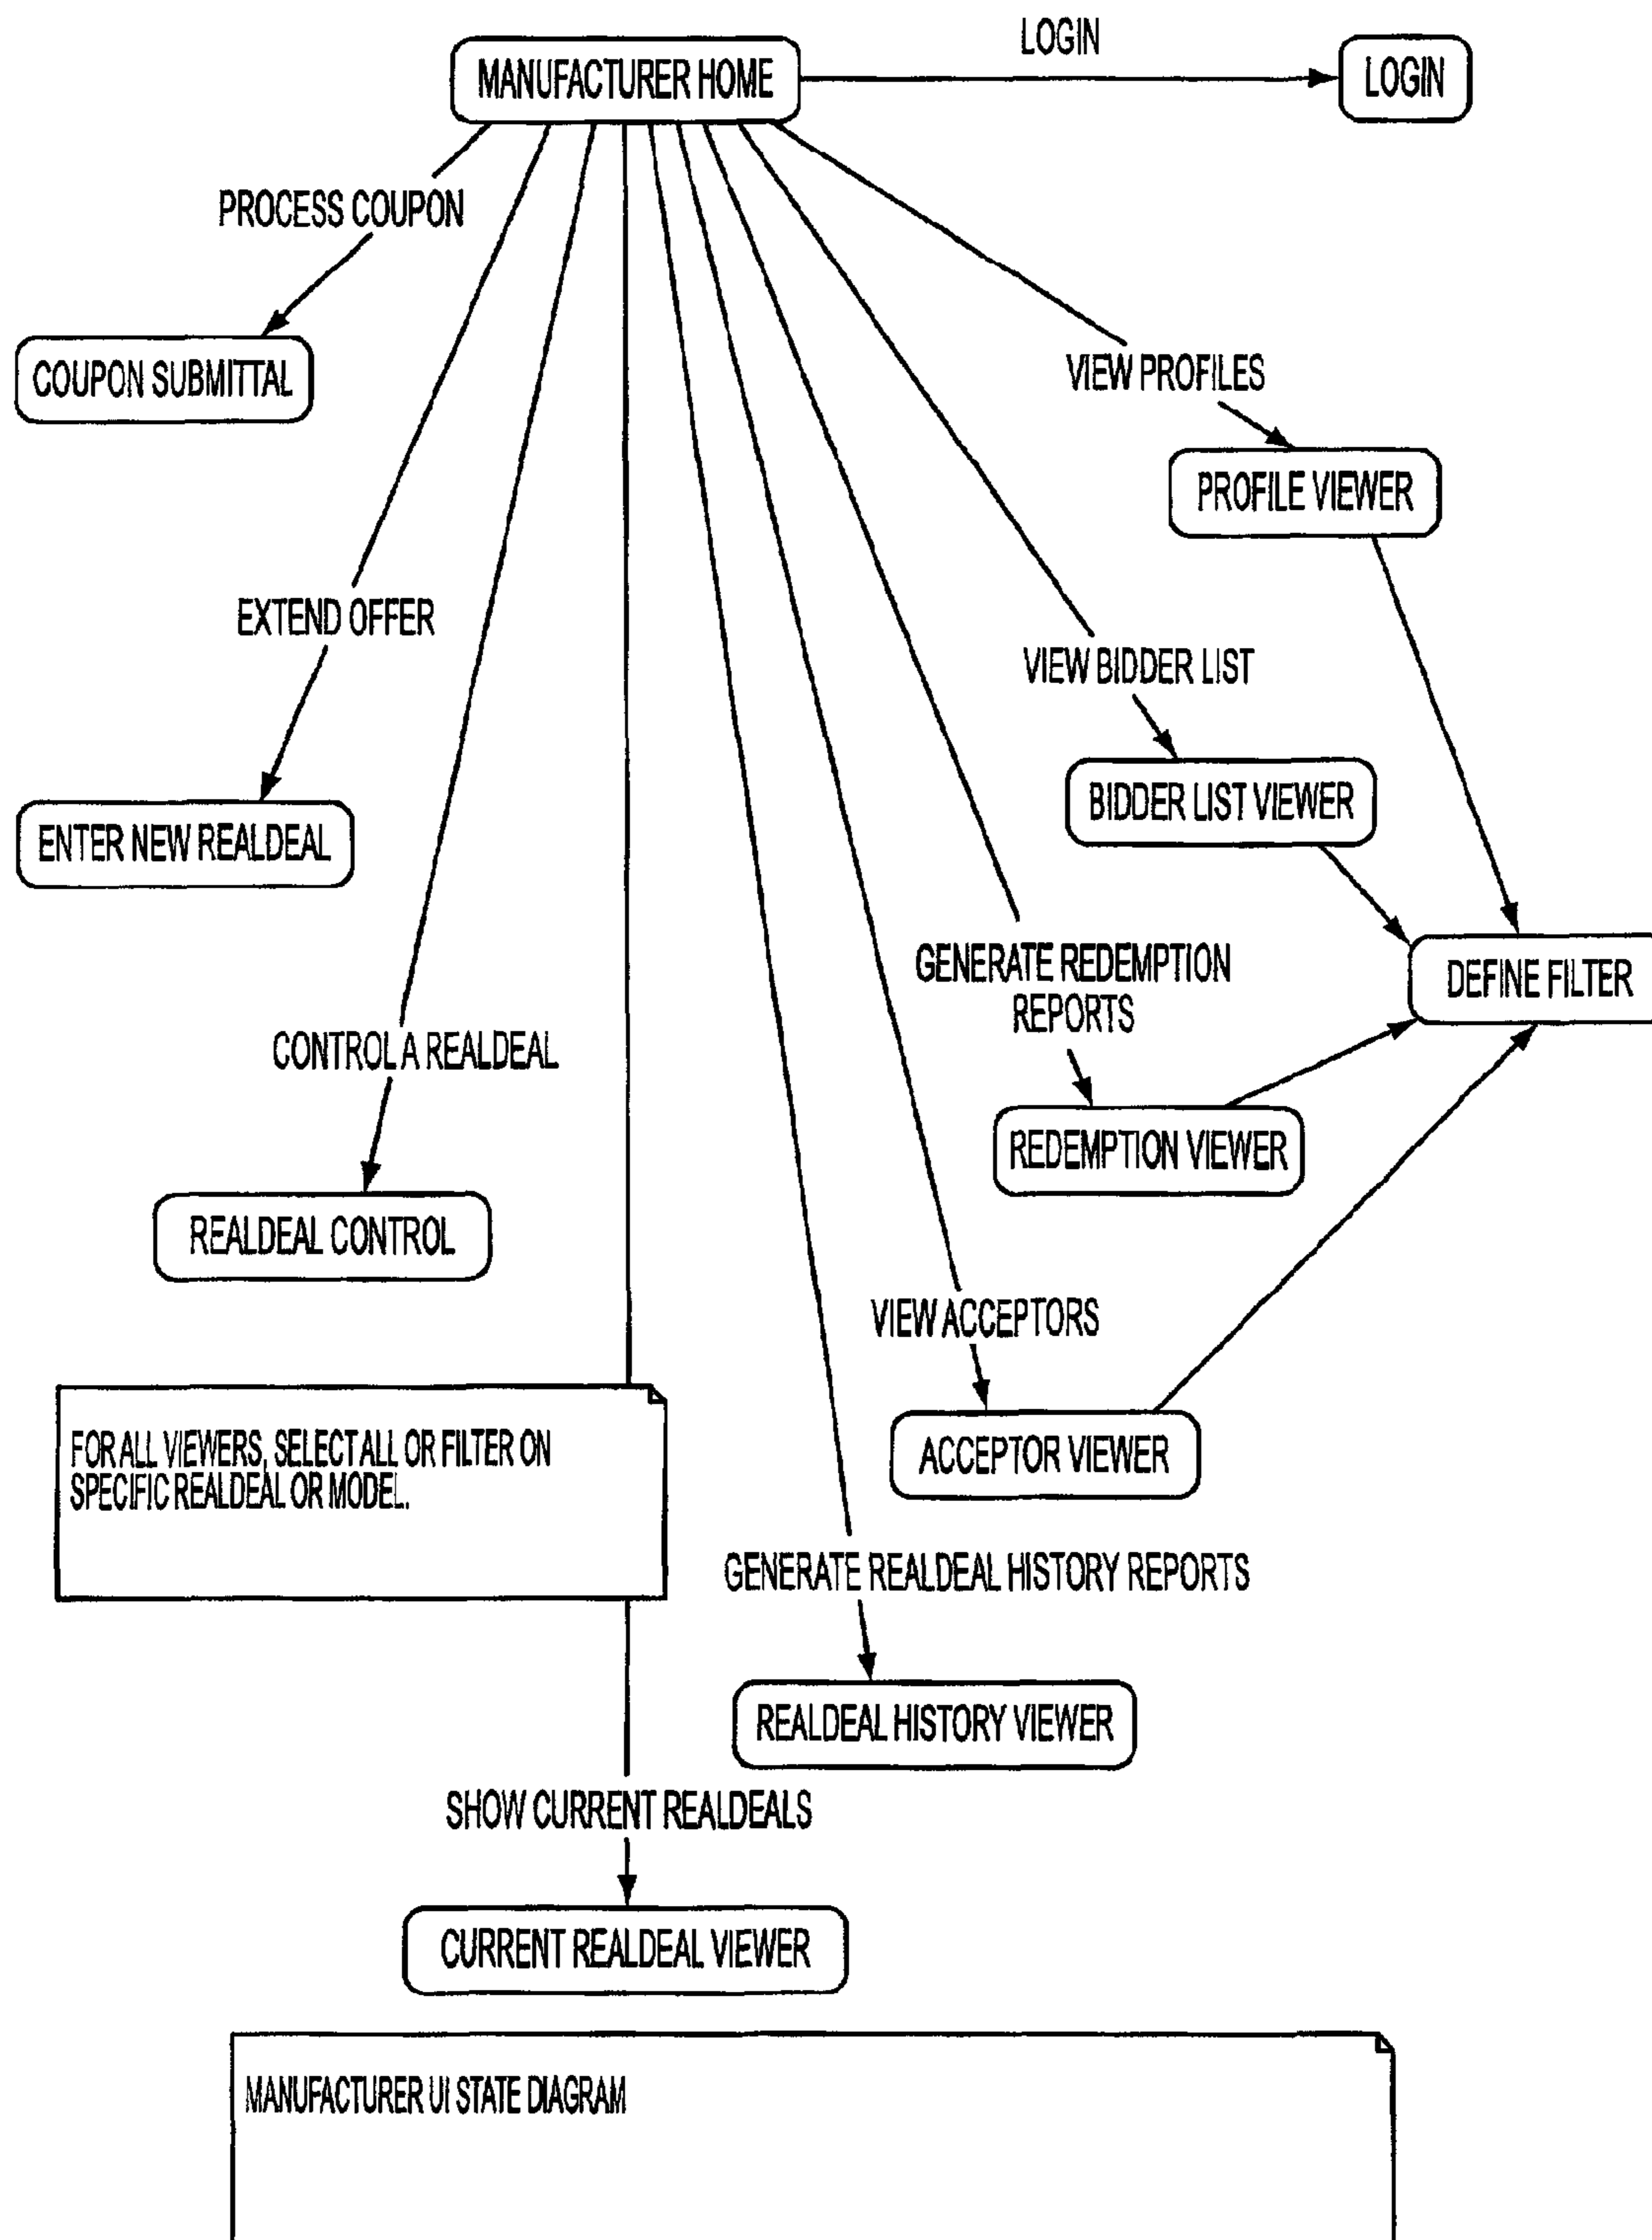 MANUFACTURER HOME
LOGIN
LOGIN
PROCESS COUPON
COUPON SUBMITTAL
VIEW PROFILES
PROFILE VIEWER
EXTEND OFFER
VIEW BIDDER LIST
BIDDER LIST VIEWER
ENTER NEW REALDEAL
GENERATE REDEMPTION
REPORTS
DEFINE FILTER
CONTROL A REALDEAL
REDEMPTION VIEWER
REALDEAL CONTROL
VIEW ACCEPTORS
ACCEPTOR VIEWER
FOR ALL VIEWERS, SELECT ALL OR FILTER ON
SPECIFIC REALDEAL OR MODEL.
GENERATE REALDEAL HISTORY REPORTS
REALDEAL HISTORY VIEWER
SHOW CURRENT REALDEALS
CURRENT REALDEAL VIEWER
MANUFACTURER UI STATE DIAGRAM